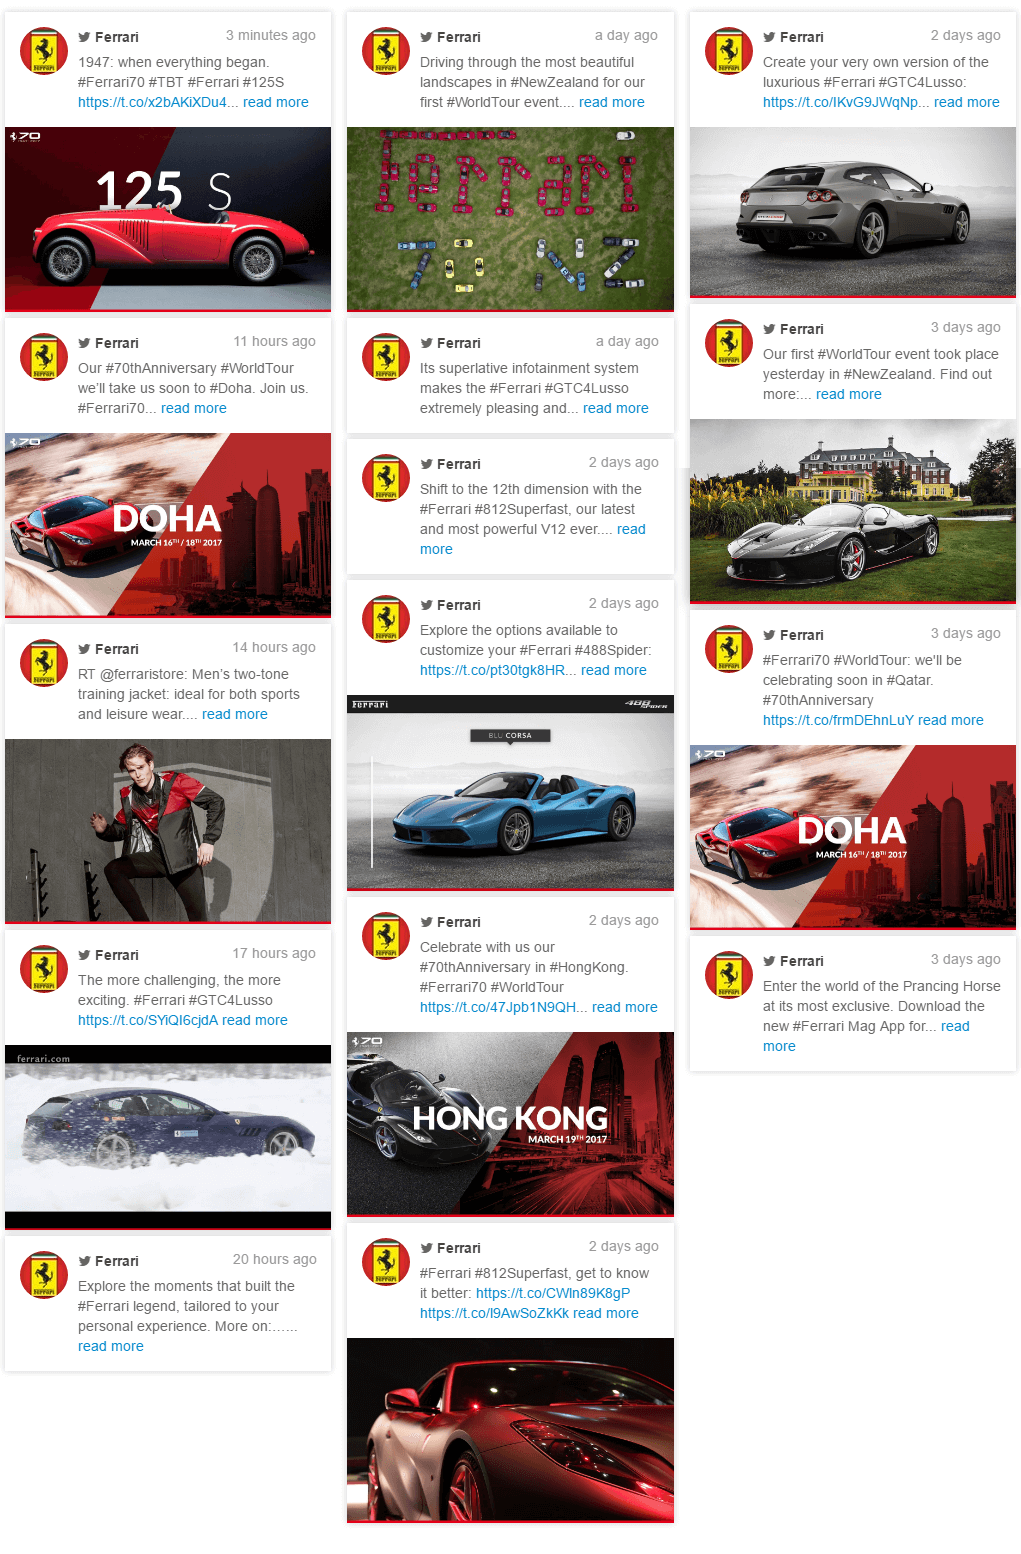 Ferrari 3 minutes ago
1947: when everything began.
#Ferrari70 #TBT #Ferrari #125S
https://t.co/x2bAKiXDu4... read more
70
125 S
Ferrari 11 hours ago
Our #70thAnniversary #WorldTour
we'll take us soon to #Doha. Join us.
#Ferrari70... read more
70
DOHA
MARCH 16TH / 18TH 2017
Ferrari 14 hours ago
RT @ferraristore: Men's two-tone
training jacket: ideal for both sports
and leisure wear.... read more
Ferrari 17 hours ago
The more challenging, the more
exciting. #Ferrari #GTC4Lusso
https://t.co/SYiQI6cjdA read more
ferrari.com
Ferrari 20 hours ago
Explore the moments that built the
#Ferrari legend, tailored to your
personal experience. More on:…...
read more
Ferrari a day ago
Driving through the most beautiful
landscapes in #NewZealand for our
first #WorldTour event.... read more
Ferrari
70 NZ
Ferrari a day ago
Its superlative infotainment system
makes the #Ferrari #GTC4Lusso
extremely pleasing and... read more
Ferrari 2 days ago
Shift to the 12th dimension with the
#Ferrari #812Superfast, our latest
and most powerful V12 ever.... read
more
Ferrari 2 days ago
Explore the options available to
customize your #Ferrari #488Spider:
https://t.co/pt30tgk8HR... read more
Ferrari 488 SPIDER
BLU CORSA
Ferrari 2 days ago
Celebrate with us our
#70thAnniversary in #HongKong.
#Ferrari70 #WorldTour
https://t.co/47Jpb1N9QH... read more
70
HONG KONG
MARCH 19TH 2017
Ferrari 2 days ago
#Ferrari #812Superfast, get to know
it better: https://t.co/CWln89K8gP
https://t.co/I9AwSoZkKk read more
Ferrari 2 days ago
Create your very own version of the
luxurious #Ferrari #GTC4Lusso:
https://t.co/IKvG9JWqNp... read more
Ferrari 3 days ago
Our first #WorldTour event took place
yesterday in #NewZealand. Find out
more:... read more
Ferrari 3 days ago
#Ferrari70 #WorldTour: we'll be
celebrating soon in #Qatar.
#70thAnniversary
https://t.co/frmDEhnLuY read more
70
DOHA
MARCH 16TH / 18TH 2017
Ferrari 3 days ago
Enter the world of the Prancing Horse
at its most exclusive. Download the
new #Ferrari Mag App for... read
more